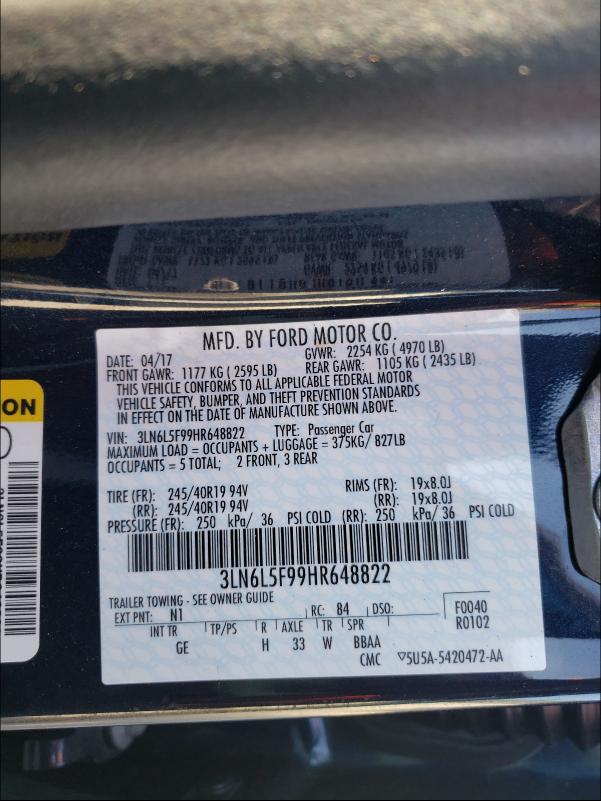 MFD. BY FORD MOTOR CO.
DATE: 04/17 GVWR: 2254 KG ( 4970 LB)
FRONT GAWR: 1177 KG ( 2595 LB) REAR GAWR: 1105 KG ( 2435 LB)
THIS VEHICLE CONFORMS TO ALL APPLICABLE FEDERAL MOTOR
VEHICLE SAFETY, BUMPER, AND THEFT PREVENTION STANDARDS
IN EFFECT ON THE DATE OF MANUFACTURE SHOWN ABOVE.
VIN: 3LN6L5F99HR648822 TYPE: Passenger Car
MAXIMUM LOAD = OCCUPANTS + LUGGAGE = 375KG/ 827LB
OCCUPANTS = 5 TOTAL; 2 FRONT, 3 REAR
TIRE (FR): 245/40R19 94V RIMS (FR): 19x8.0J
(RR): 245/40R19 94V (RR): 19x8.0J
PRESSURE (FR): 250 kPa/ 36 PSI COLD (RR): 250 kPa/ 36 PSI COLD
3LN6L5F99HR648822
TRAILER TOWING - SEE OWNER GUIDE
EXT PNT: N1 RC: 84 DSO: F0040
R0102
INT TR TP/PS R AXLE TR SPR
GE H 33 W BBAA
CMC 5U5A-5420472-AA
ON